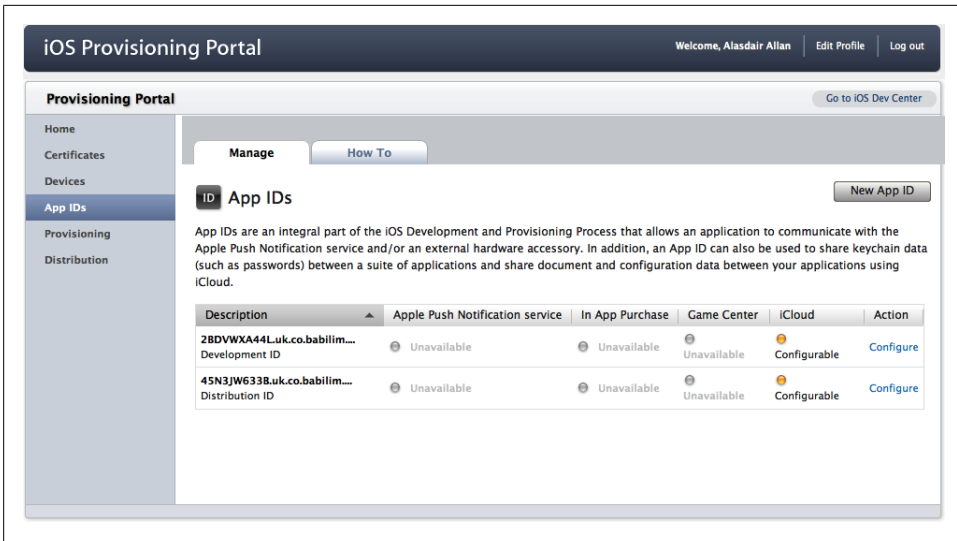 iOS Provisioning Portal
Welcome, Alasdair Allan
Edit Profile
Log out
Provisioning Portal
Go to iOS Dev Center
Home
Certificates
Devices
App IDs
Provisioning
Distribution
Manage
How To
ID App IDs
New App ID
App IDs are an integral part of the iOS Development and Provisioning Process that allows an application to communicate with the
Apple Push Notification service and/or an external hardware accessory. In addition, an App ID can also be used to share keychain data
(such as passwords) between a suite of applications and share document and configuration data between your applications using
iCloud.
Description Apple Push Notification service In App Purchase Game Center iCloud Action
2BDVWXA44L.uk.co.babilim....
Development ID
Unavailable
Unavailable
Unavailable
Configurable
Configure
45N3JW633B.uk.co.babilim....
Distribution ID
Unavailable
Unavailable
Unavailable
Configurable
Configure